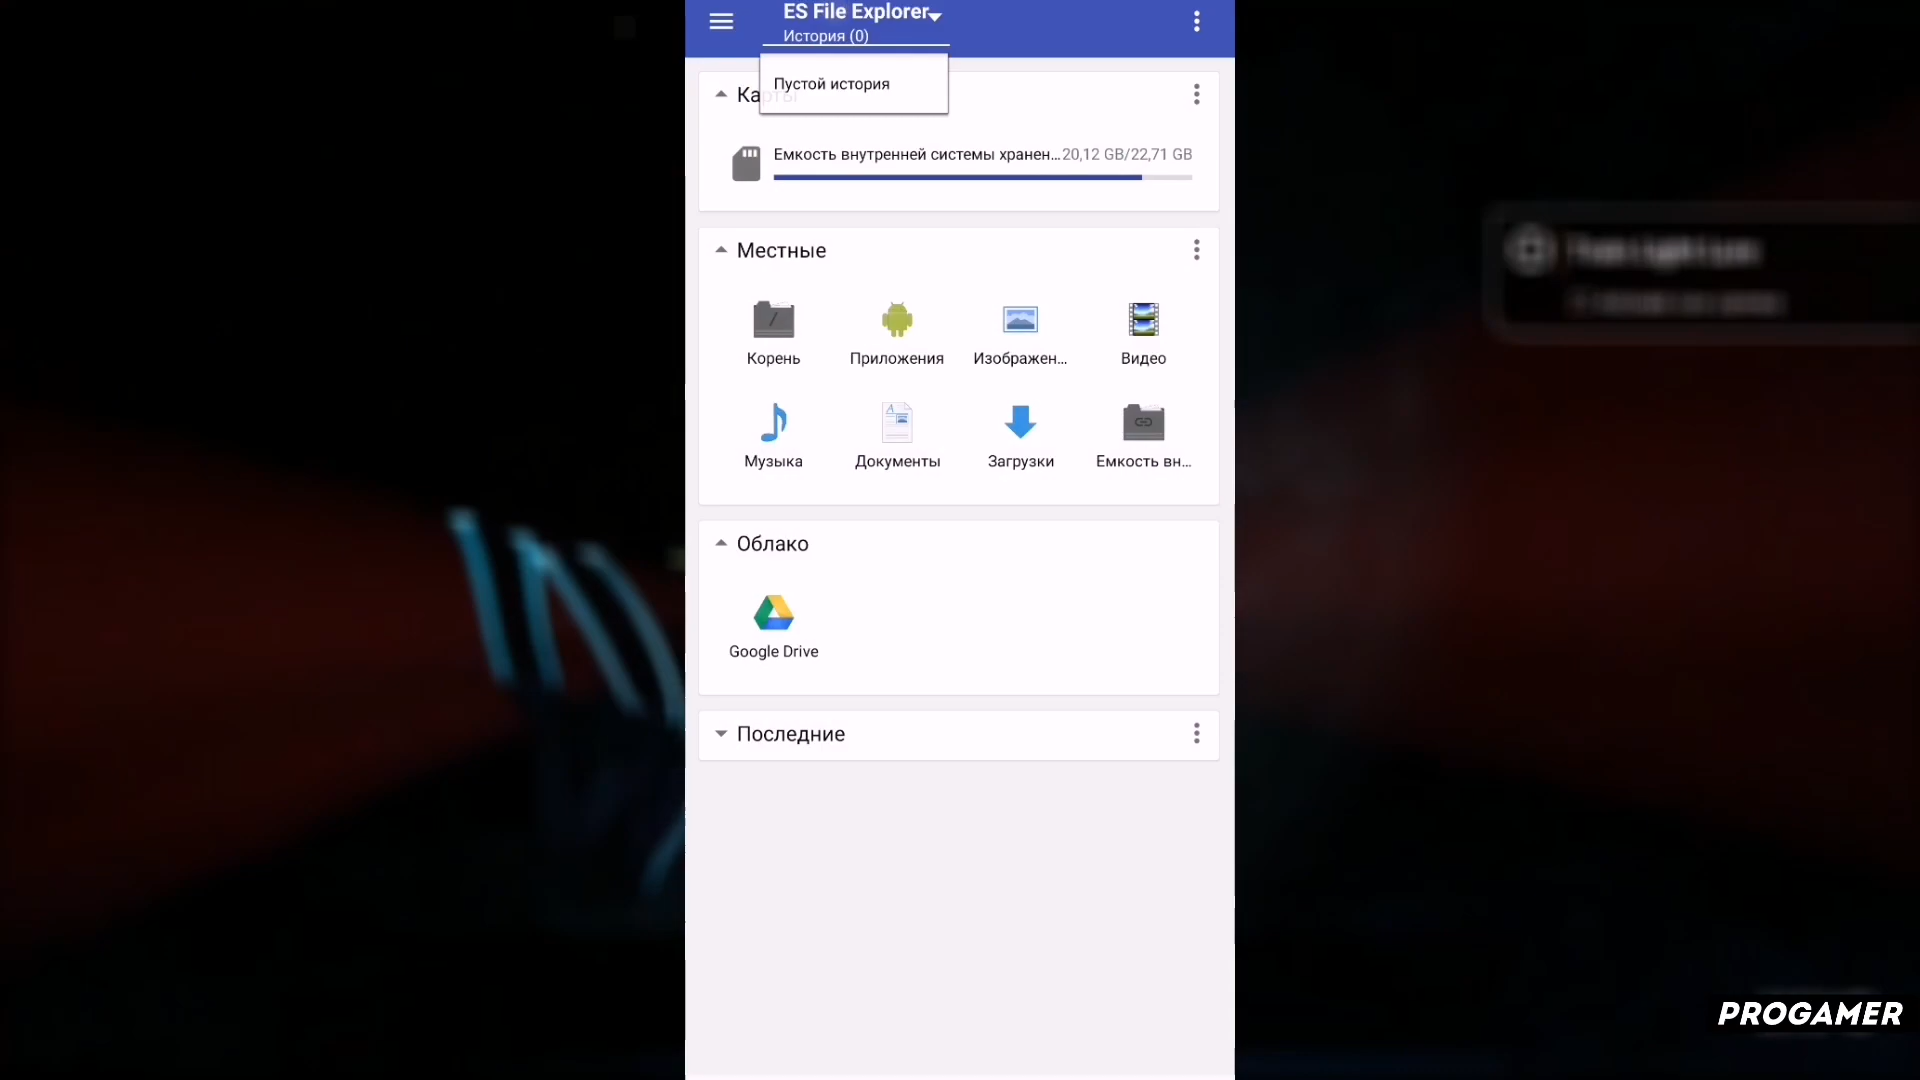 ES File Explorer
История (0)
Пустой история
Карты
Емкость внутренней системы хранен... 20,12 GB/22,71 GB
Местные
Корень
Приложения
Изображен...
Видео
Музыка
Документы
Загрузки
Емкость вн...
Облако
Google Drive
Последние
PROGAMER